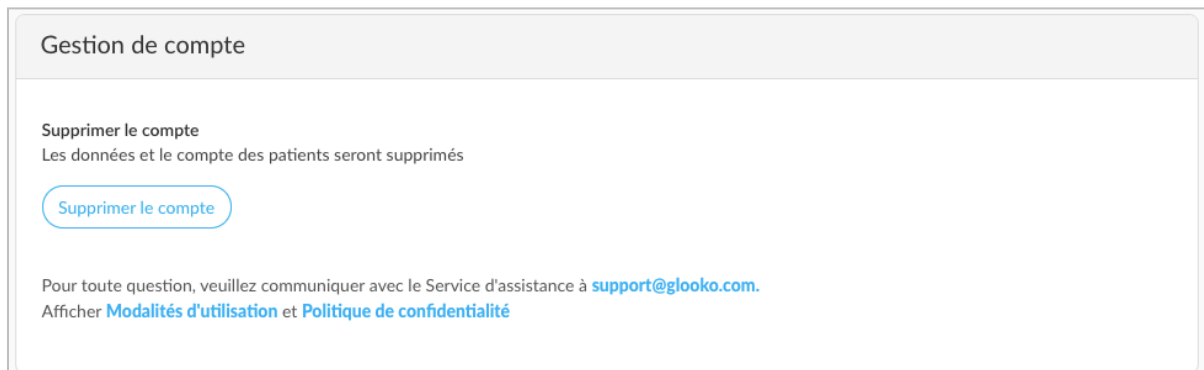 Gestion de compte
Supprimer le compte
Les données et le compte des patients seront supprimés
Supprimer le compte
Pour toute question, veuillez communiquer avec le Service d'assistance à support@glooko.com.
Afficher Modalités d'utilisation et Politique de confidentialité